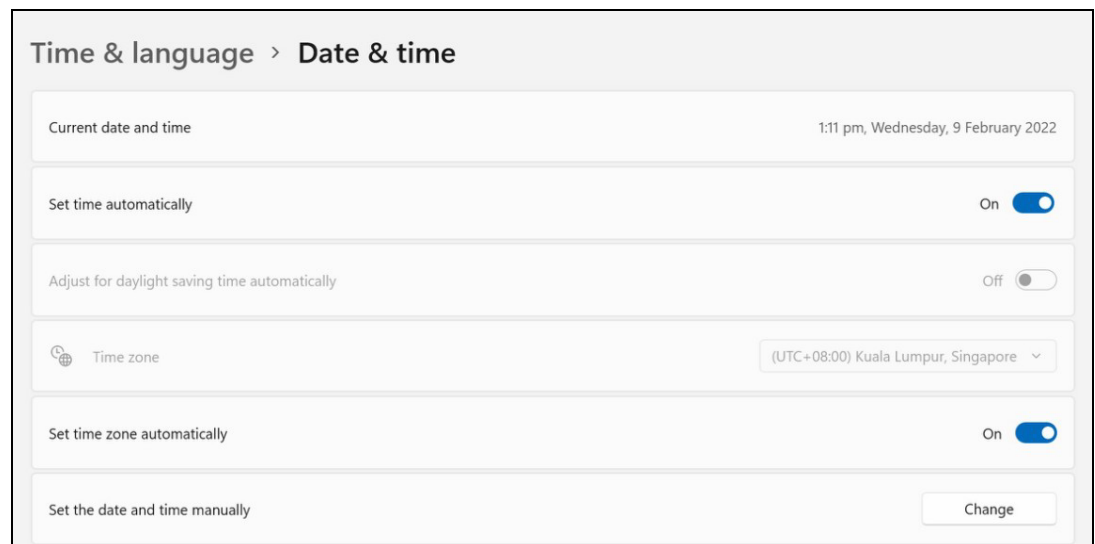 Time & language > Date & time
Current date and time 1:11 pm, Wednesday, 9 February 2022
Set time automatically On
Adjust for daylight saving time automatically Off
Time zone (UTC+08:00) Kuala Lumpur, Singapore
Set time zone automatically On
Set the date and time manually Change